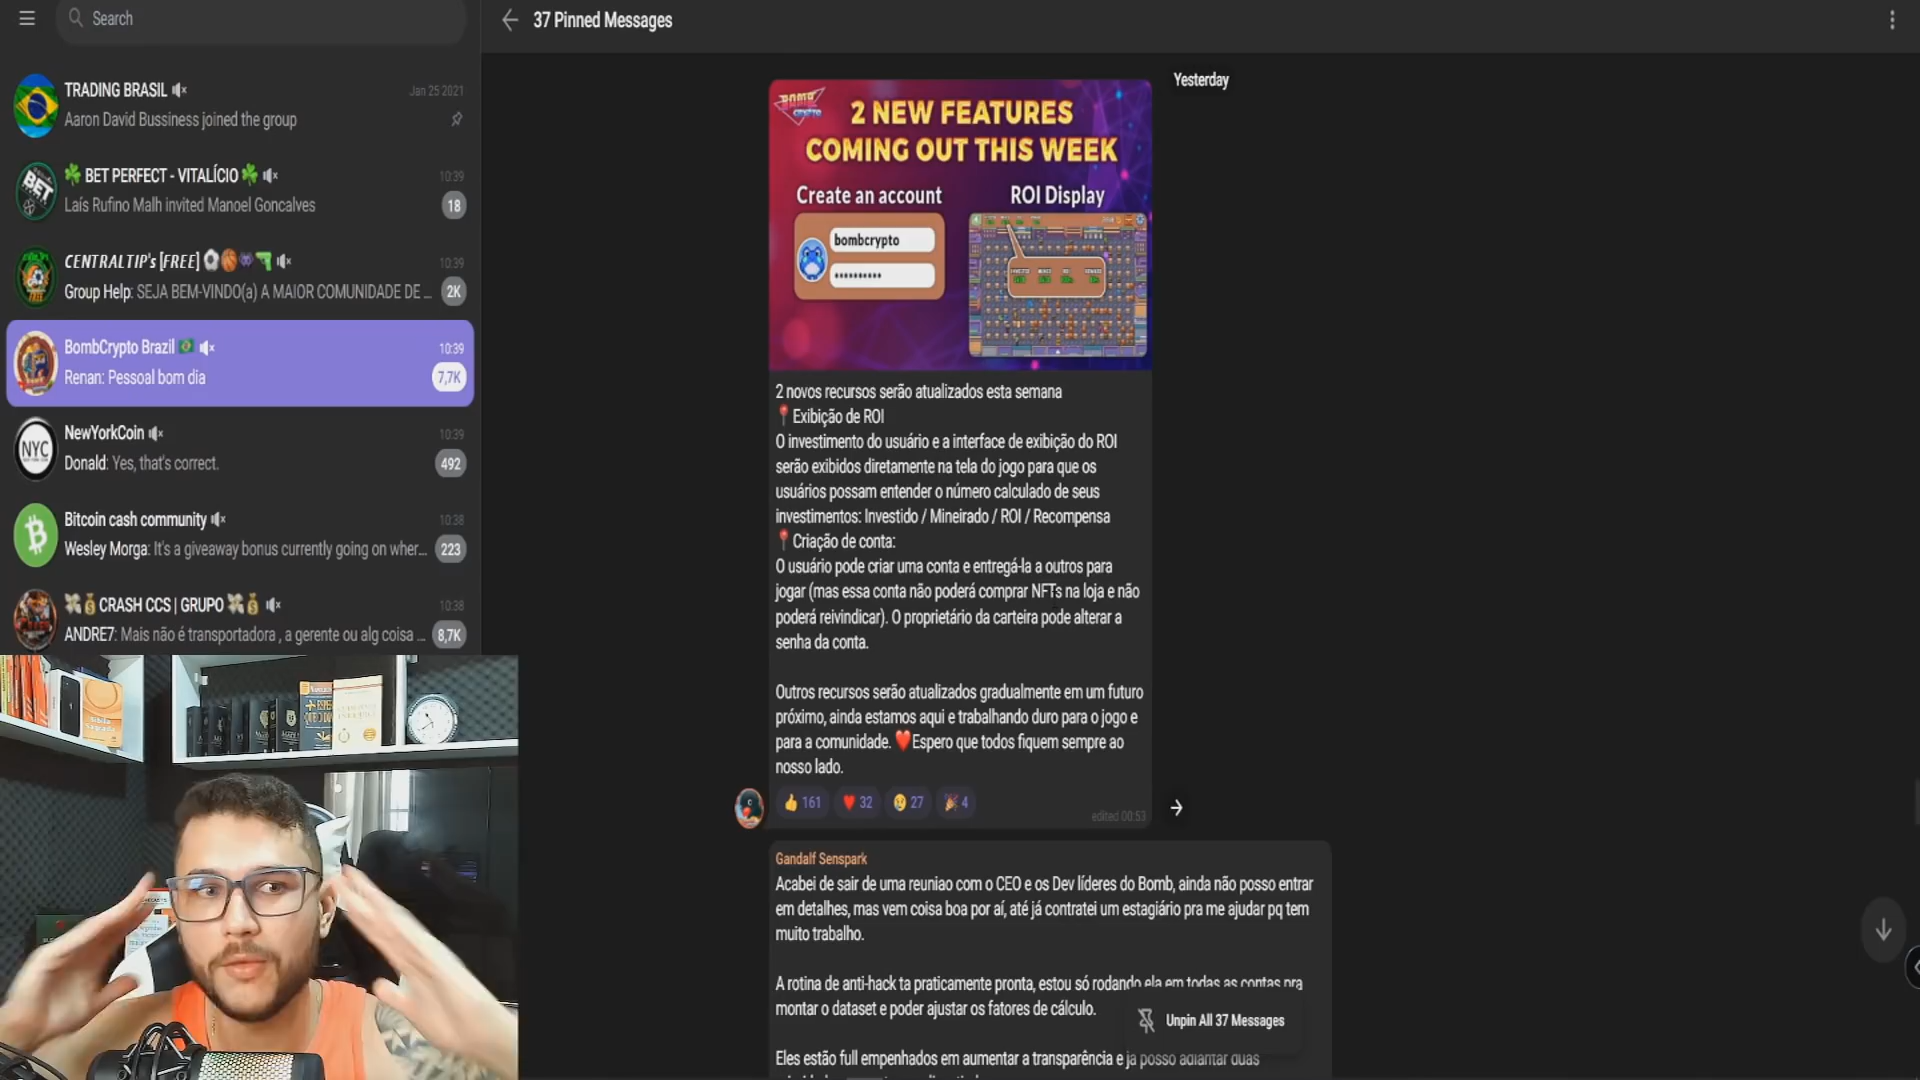 Search
37 Pinned Messages
TRADING BRASIL
Jan 25 2021
Aaron David Bussiness joined the group
BET PERFECT - VITALÍCIO
10:39
Laís Rufino Malh invited Manoel Goncalves
18
BET
CENTRALTIP's [FREE]
10:39
Group Help: SEJA BEM-VINDO(a) A MAIOR COMUNIDADE DE ...
2K
BombCrypto Brazil
10:39
Renan: Pessoal bom dia
7,7K
NewYorkCoin
10:39
NYC
Donald: Yes, that's correct.
492
Bitcoin cash community
10:38
Wesley Morga: It's a giveaway bonus currently going on wher...
223
CRASH CCS | GRUPO
10:38
ANDRE7: Mais não é transportadora , a gerente ou alg coisa ...
8,7K
Yesterday
BOMB
CRYPTO
2 NEW FEATURES
COMING OUT THIS WEEK
Create an account
ROI Display
bombcrypto
2 novos recursos serão atualizados esta semana
📍Exibição de ROI
O investimento do usuário e a interface de exibição do ROI
serão exibidos diretamente na tela do jogo para que os
usuários possam entender o número calculado de seus
investimentos: Investido / Mineirado / ROI / Recompensa
📍Criação de conta:
O usuário pode criar uma conta e entregá-la a outros para
jogar (mas essa conta não poderá comprar NFTs na loja e não
poderá reivindicar). O proprietário da carteira pode alterar a
senha da conta.
Outros recursos serão atualizados gradualmente em um futuro
próximo, ainda estamos aqui e trabalhando duro para o jogo e
para a comunidade. ❤️Espero que todos fiquem sempre ao
nosso lado.
👍 161 ❤️ 32 😢 27 🎉 4
edited 00:53
Gandalf Senspark
Acabei de sair de uma reuniao com o CEO e os Dev líderes do Bomb, ainda não posso entrar
em detalhes, mas vem coisa boa por aí, até já contratei um estagiário pra me ajudar pq tem
muito trabalho.
A rotina de anti-hack ta praticamente pronta, estou só rodando ela em todas as contas pra
montar o dataset e poder ajustar os fatores de cálculo.
Unpin All 37 Messages
Eles estão full empenhados em aumentar a transparência e já posso adiantar duas